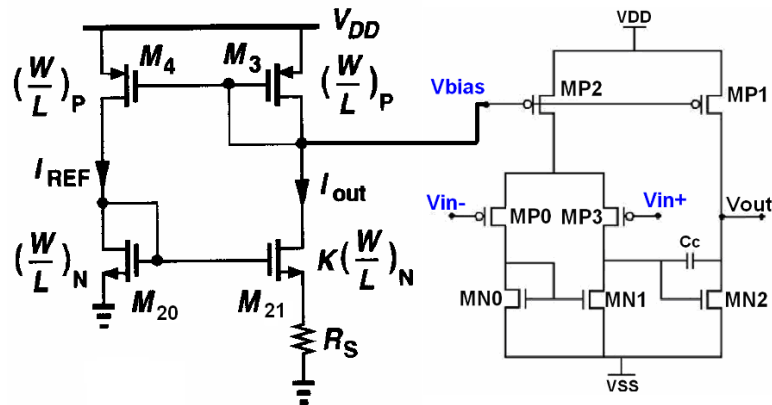 VDD
M4
M3
(W/L)P
(W/L)P
IREF
Iout
(W/L)N
K(W/L)N
M20
M21
RS
VDD
Vbias
MP2
MP1
Vin-
MP0
MP3
Vin+
Vout
Cc
MN0
MN1
MN2
VSS